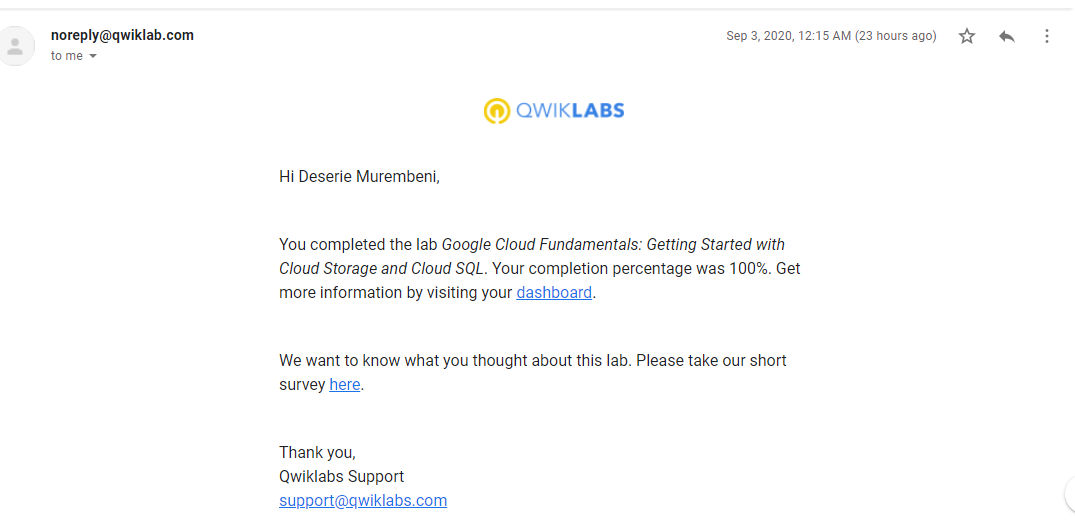 noreply@qwiklab.com
Sep 3, 2020, 12:15 AM (23 hours ago)
to me
QWIKLABS
Hi Deserie Murembeni,
You completed the lab Google Cloud Fundamentals: Getting Started with
Cloud Storage and Cloud SQL. Your completion percentage was 100%. Get
more information by visiting your dashboard.
We want to know what you thought about this lab. Please take our short
survey here.
Thank you,
Qwiklabs Support
support@qwiklabs.com